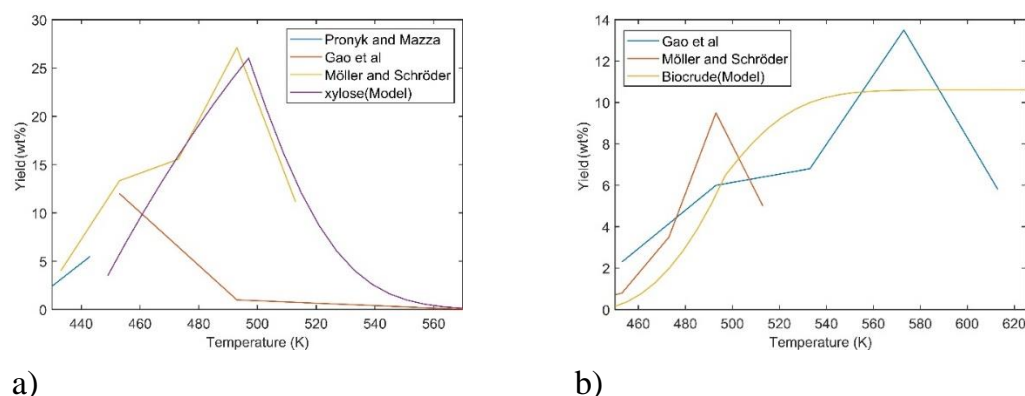 30
25
20
15
10
5
0
Yield (wt%)
440 460 480 500 520 540 560
Temperature (K)
Pronyk and Mazza
Gao et al
Möller and Schröder
xylose(Model)
a)
14
12
10
8
6
4
2
0
Yield (wt%)
460 480 500 520 540 560 580 600 620
Temperature (K)
Gao et al
Möller and Schröder
Biocrude(Model)
b)